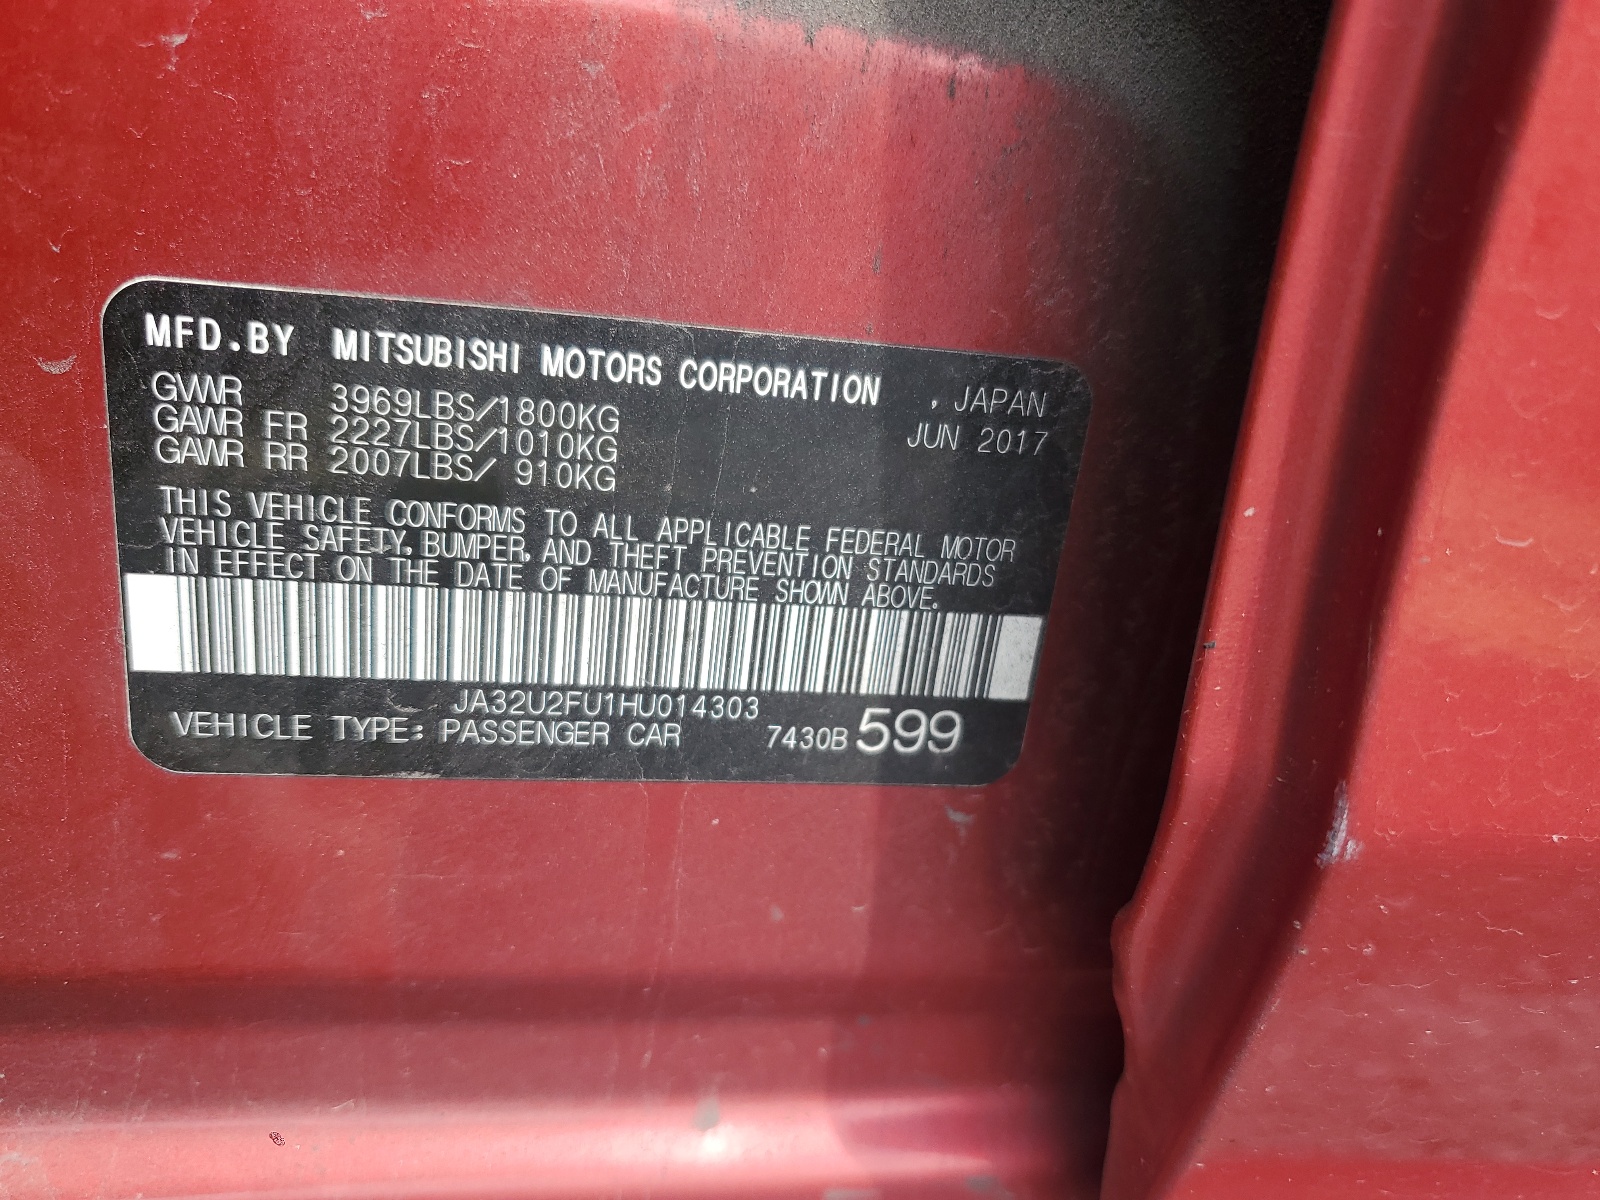 MFD.BY MITSUBISHI MOTORS CORPORATION , JAPAN
GVWR 3969LBS/1800KG JUN 2017
GAWR FR 2227LBS/1010KG
GAWR RR 2007LBS/ 910KG
THIS VEHICLE CONFORMS TO ALL APPLICABLE FEDERAL MOTOR
VEHICLE SAFETY, BUMPER, AND THEFT PREVENTION STANDARDS
IN EFFECT ON THE DATE OF MANUFACTURE SHOWN ABOVE.
JA32U2FU1HU014303
VEHICLE TYPE: PASSENGER CAR 7430B 599